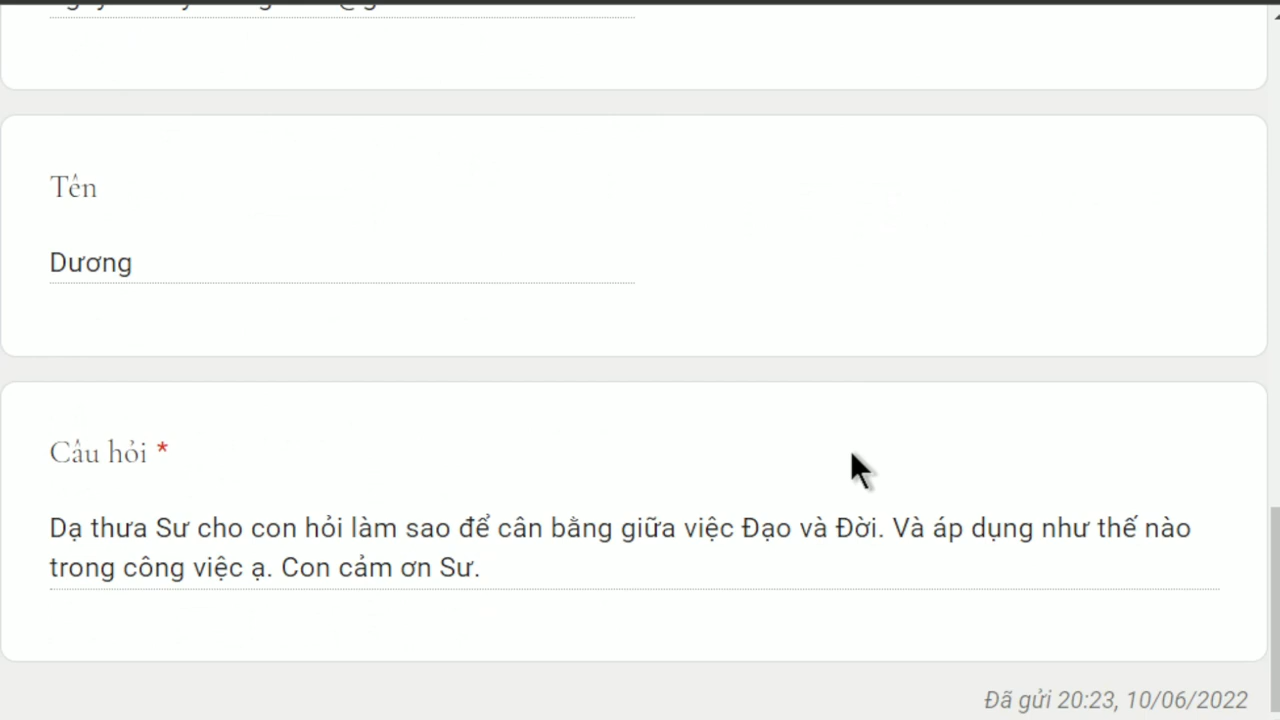 Tên
Dương
Câu hỏi *
Dạ thưa Sư cho con hỏi làm sao để cân bằng giữa việc Đạo và Đời. Và áp dụng như thế nào
trong công việc ạ. Con cảm ơn Sư.
Đã gửi 20:23, 10/06/2022